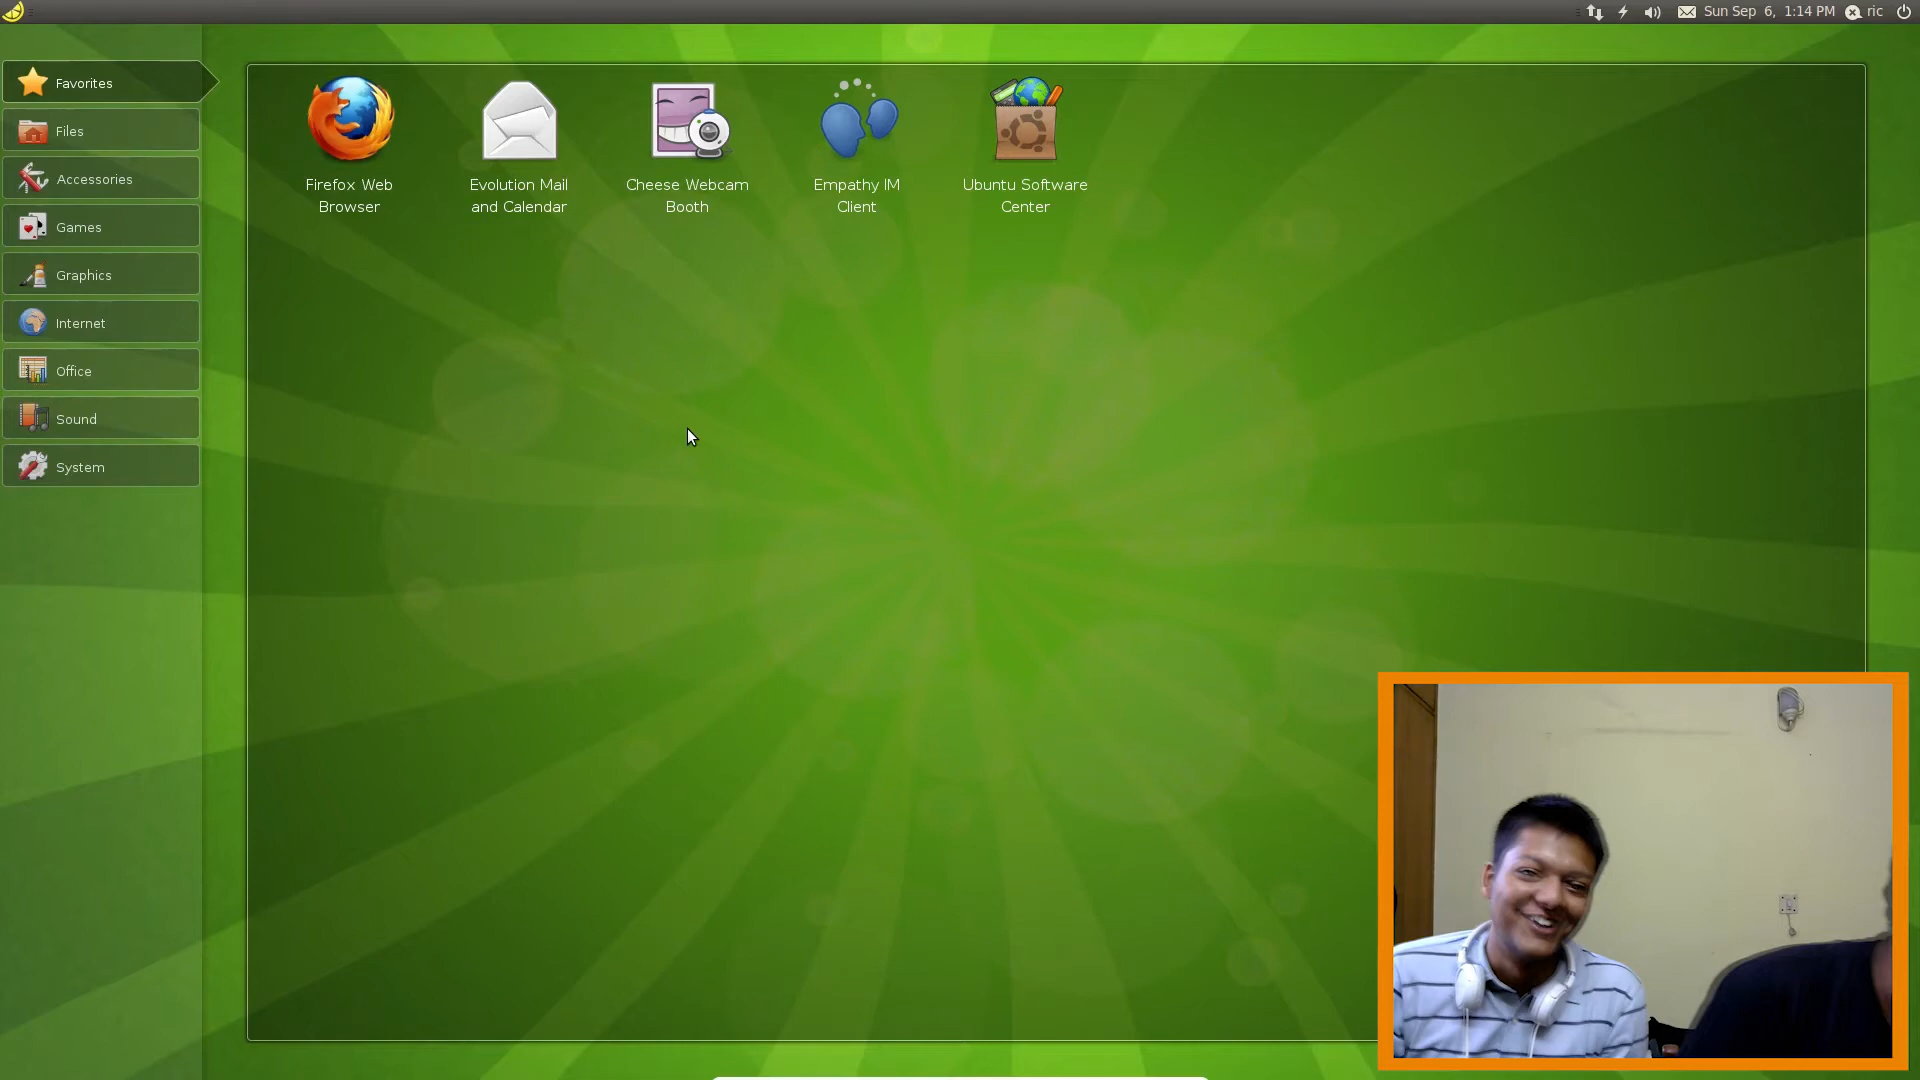 Sun Sep 6, 1:14 PM ric
Favorites
Files
Accessories
Games
Graphics
Internet
Office
Sound
System
Firefox Web
Browser
Evolution Mail
and Calendar
Cheese Webcam
Booth
Empathy IM
Client
Ubuntu Software
Center